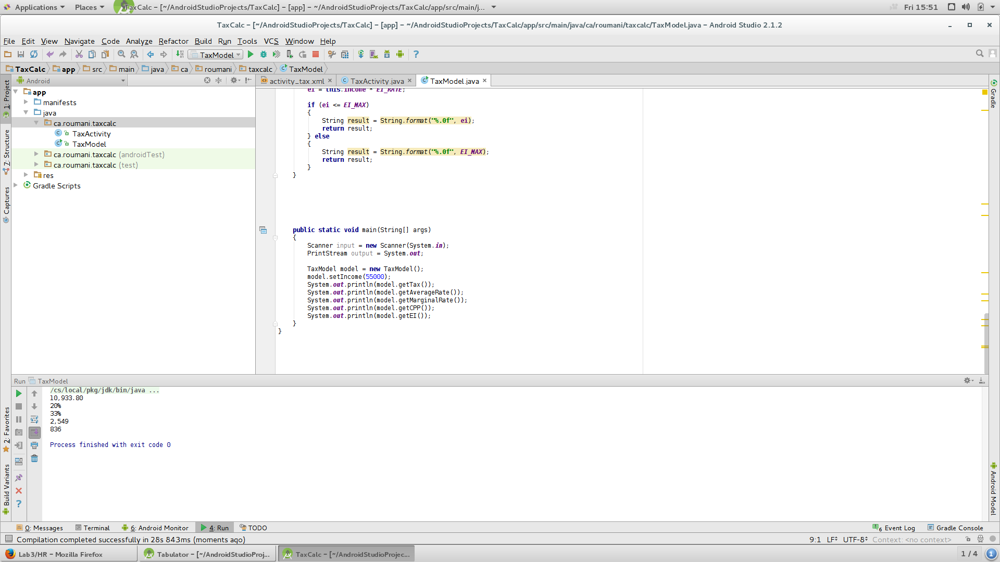 Applications Places TaxCalc – [~/AndroidStudioProjects/TaxCalc] – [app] – ~/AndroidStudioProjects/TaxCalc/app/src/main/j... Fri 15:51
TaxCalc – [~/AndroidStudioProjects/TaxCalc] – [app] – ~/AndroidStudioProjects/TaxCalc/app/src/main/java/ca/roumani/taxcalc/TaxModel.java – Android Studio 2.1.2
File Edit View Navigate Code Analyze Refactor Build Run Tools VCS Window Help
TaxModel
TaxCalc app src main java ca roumani taxcalc TaxModel
Android
activity_tax.xml TaxActivity.java TaxModel.java
1: Project
7: Structure
Captures
2: Favorites
Build Variants
app
manifests
java
ca.roumani.taxcalc
TaxActivity
TaxModel
ca.roumani.taxcalc (androidTest)
ca.roumani.taxcalc (test)
res
Gradle Scripts
ei = this.income * EI_RATE;
if (ei <= EI_MAX)
{
String result = String.format("%.0f", ei);
return result;
} else
{
String result = String.format("%.0f", EI_MAX);
return result;
}
}
public static void main(String[] args)
{
Scanner input = new Scanner(System.in);
PrintStream output = System.out;
TaxModel model = new TaxModel();
model.setIncome(55000);
System.out.println(model.getTax());
System.out.println(model.getAverageRate());
System.out.println(model.getMarginalRate());
System.out.println(model.getCPP());
System.out.println(model.getEI());
}
}
Gradle
Android Model
Run TaxModel
/cs/local/pkg/jdk/bin/java ...
10,933.80
20%
33%
2,549
836
Process finished with exit code 0
0: Messages Terminal 6: Android Monitor 4: Run TODO 6 Event Log Gradle Console
Compilation completed successfully in 28s 843ms (moments ago) 9:1 LF UTF-8 Context: <no context>
Lab3/HR – Mozilla Firefox Tabulator – [~/AndroidStudioProj... TaxCalc – [~/AndroidStudioProjec... 1 / 4 1